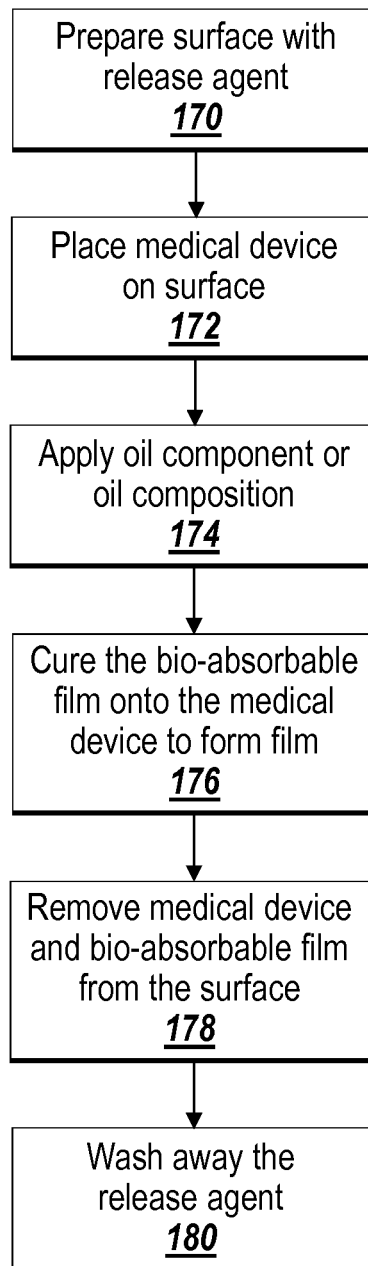 Prepare surface with
release agent
170
Place medical device
on surface
172
Apply oil component or
oil composition
174
Cure the bio-absorbable
film onto the medical
device to form film
176
Remove medical device
and bio-absorbable film
from the surface
178
Wash away the
release agent
180